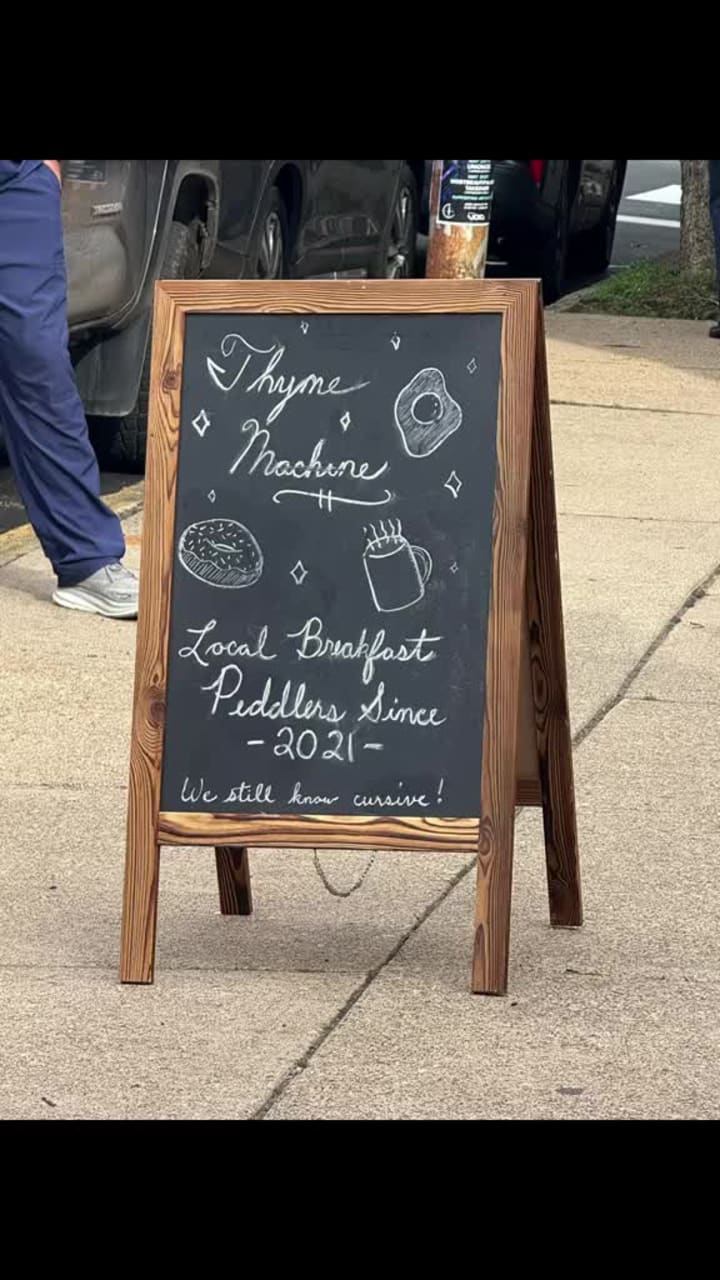 Thyme
Machine
Local Breakfast
Peddlers Since
-2021-
We still know cursive!